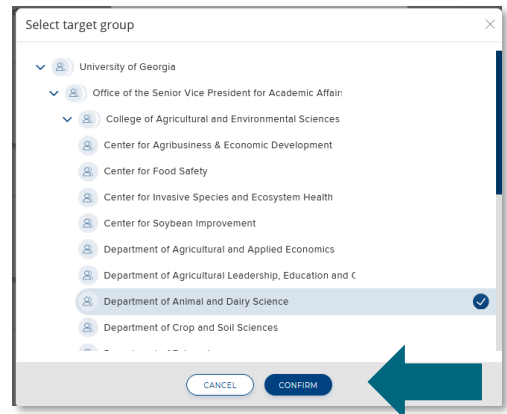 Select target group
University of Georgia
Office of the Senior Vice President for Academic Affair
College of Agricultural and Environmental Sciences
Center for Agribusiness & Economic Development
Center for Food Safety
Center for Invasive Species and Ecosystem Health
Center for Soybean Improvement
Department of Agricultural and Applied Economics
Department of Agricultural Leadership, Education and
Department of Animal and Dairy Science
Department of Crop and Soil Sciences
CANCEL CONFIRM